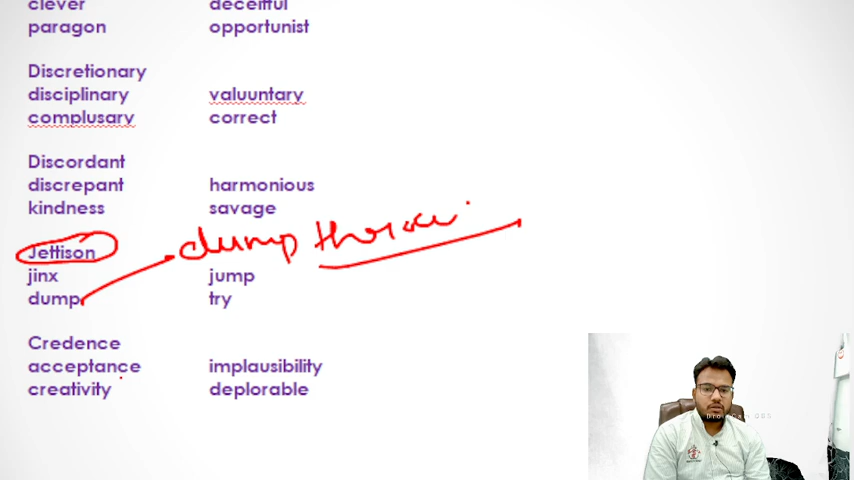 clever deceitful
paragon opportunist
Discretionary
disciplinary valuuntary
complusary correct
Discordant
discrepant harmonious
kindness savage
dump throw
Jettison
jinx jump
dump try
Credence
acceptance implausibility
creativity deplorable